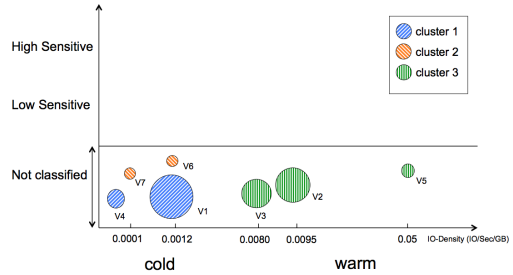 cluster 1
cluster 2
cluster 3
High Sensitive
Low Sensitive
Not classified
V6
V7
V5
V4
V1
V3
V2
0.0001
0.0012
0.0080
0.0095
0.05
IO-Density (IO/Sec/GB)
cold
warm